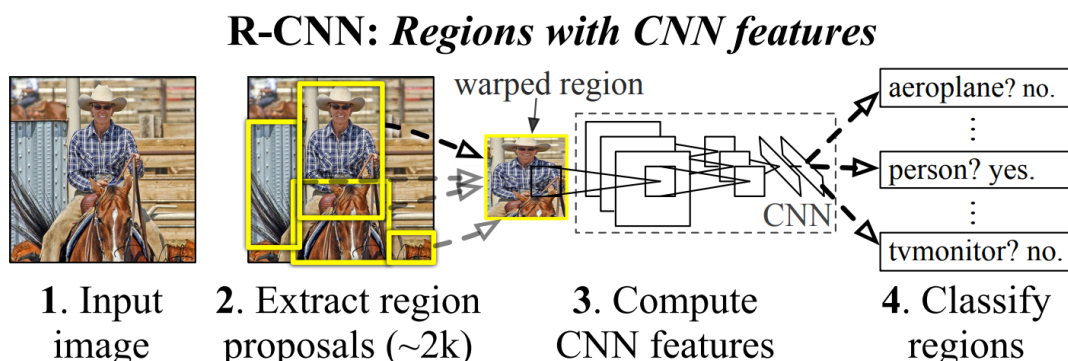 R-CNN: Regions with CNN features
warped region
aeroplane? no.
⋮
person? yes.
⋮
tvmonitor? no.
CNN
1. Input
image
2. Extract region
proposals (~2k)
3. Compute
CNN features
4. Classify
regions